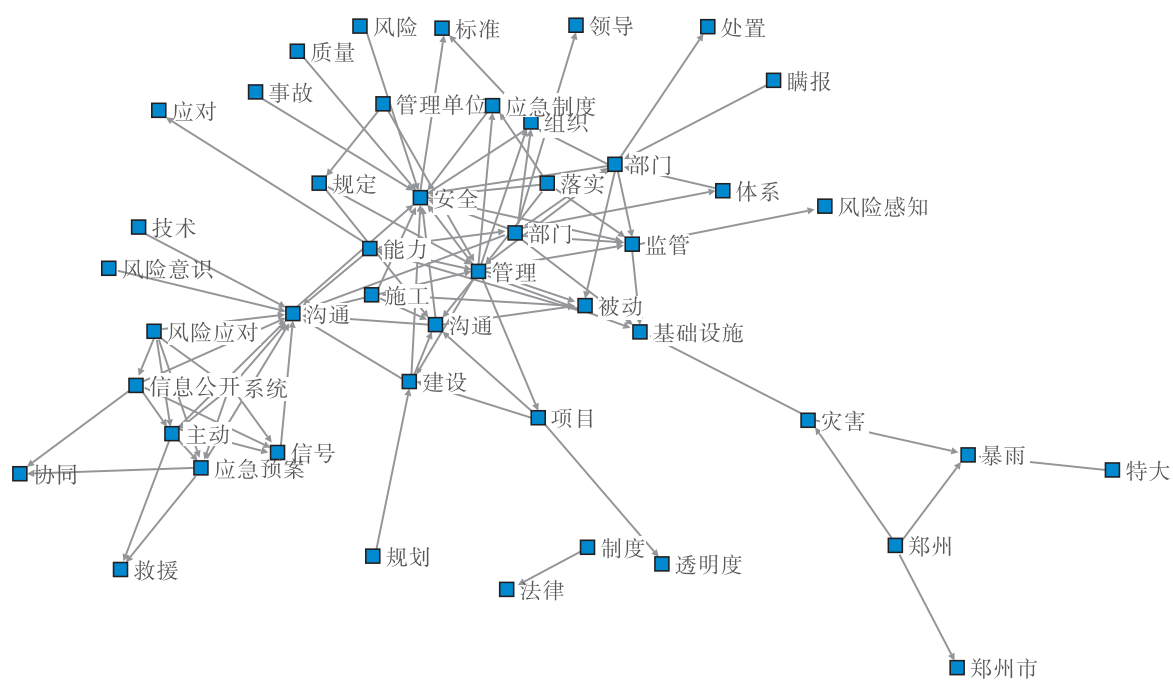 风险
标准
领导
处置
质量
瞒报
事故
管理单位
应急制度
应对
组织
部门
规定
落实
体系
安全
风险感知
技术
部门
监管
能力
风险意识
管理
施工
被动
沟通
沟通
风险应对
基础设施
信息公开系统
建设
项目
灾害
主动
信号
暴雨
应急预案
特大
协同
郑州
制度
规划
透明度
救援
法律
郑州市